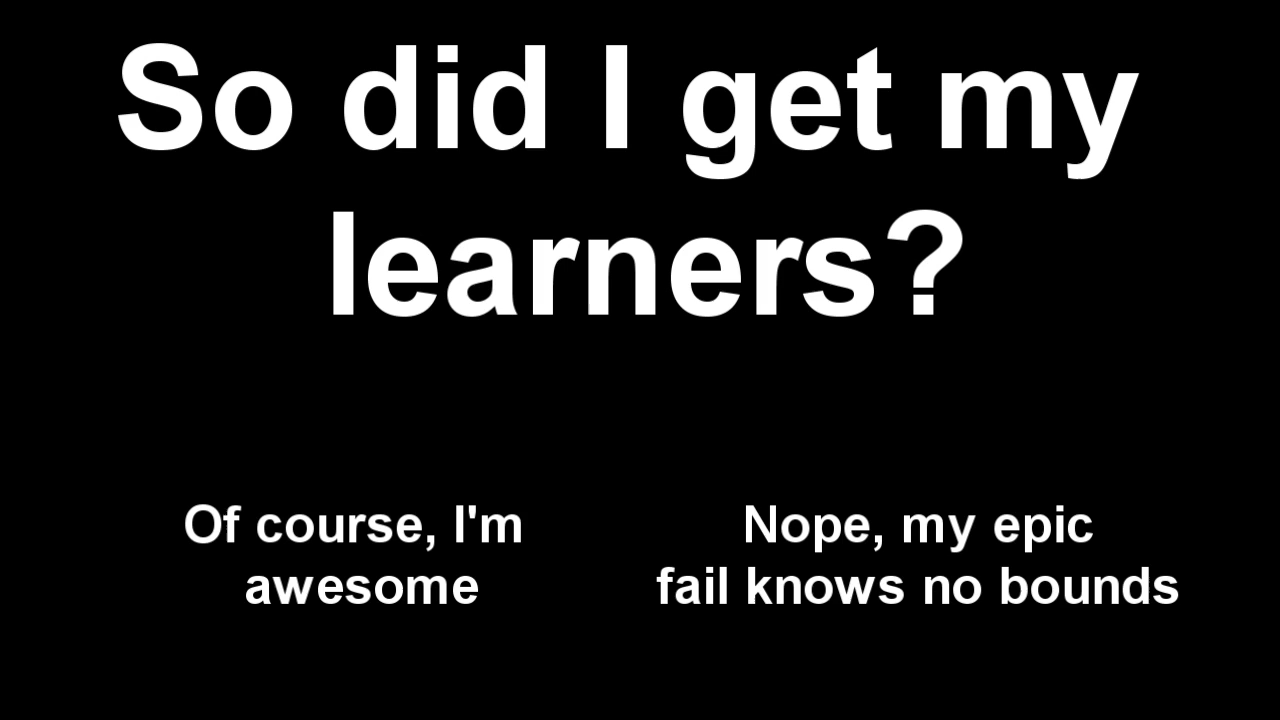 So did I get my
learners?
Of course, I'm
awesome
Nope, my epic
fail knows no bounds